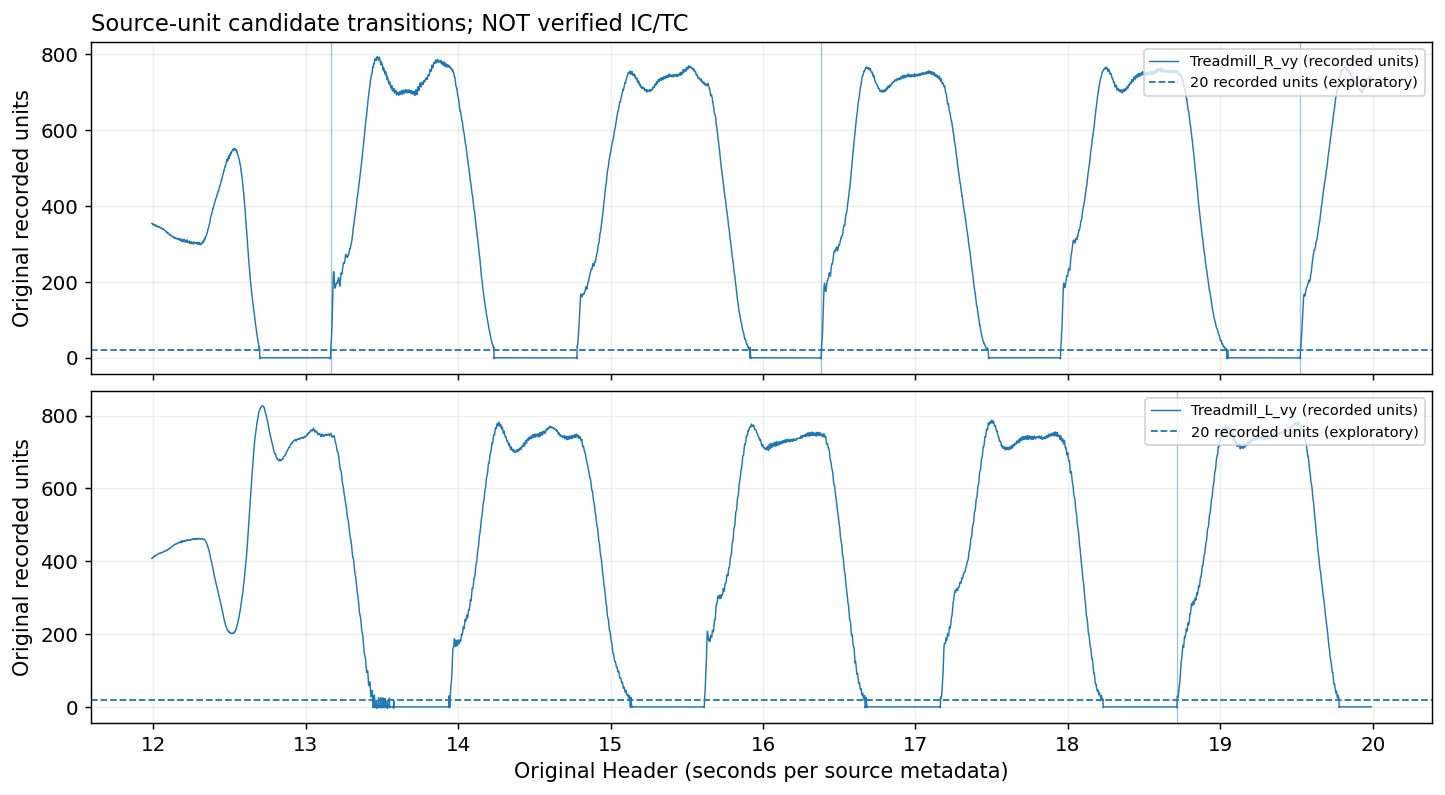 Source-unit candidate transitions; NOT verified IC/TC
Original recorded units
800
600
400
200
0
Treadmill_R_vy (recorded units)
20 recorded units (exploratory)
Original recorded units
800
600
400
200
0
Treadmill_L_vy (recorded units)
20 recorded units (exploratory)
12 13 14 15 16 17 18 19 20
Original Header (seconds per source metadata)